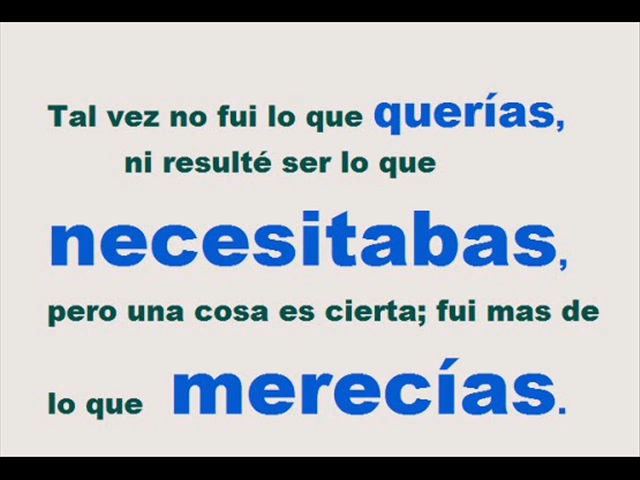 Tal vez no fui lo que querías,
ni resulté ser lo que
necesitabas,
pero una cosa es cierta; fui mas de
lo que merecías.